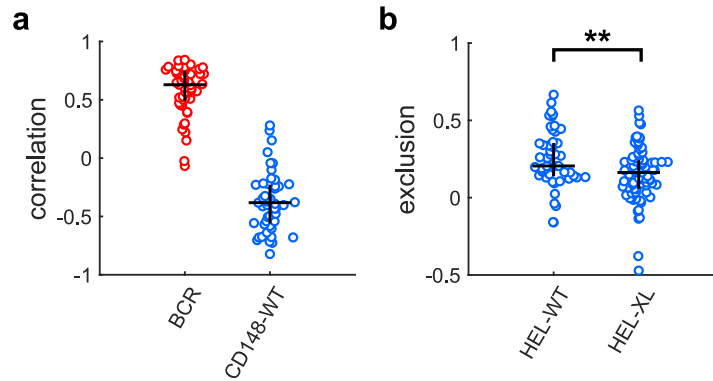 a
correlation
1
0.5
0
-0.5
-1
BCR
CD148-WT
b
**
exclusion
1
0.5
0
-0.5
HEL-WT
HEL-XL